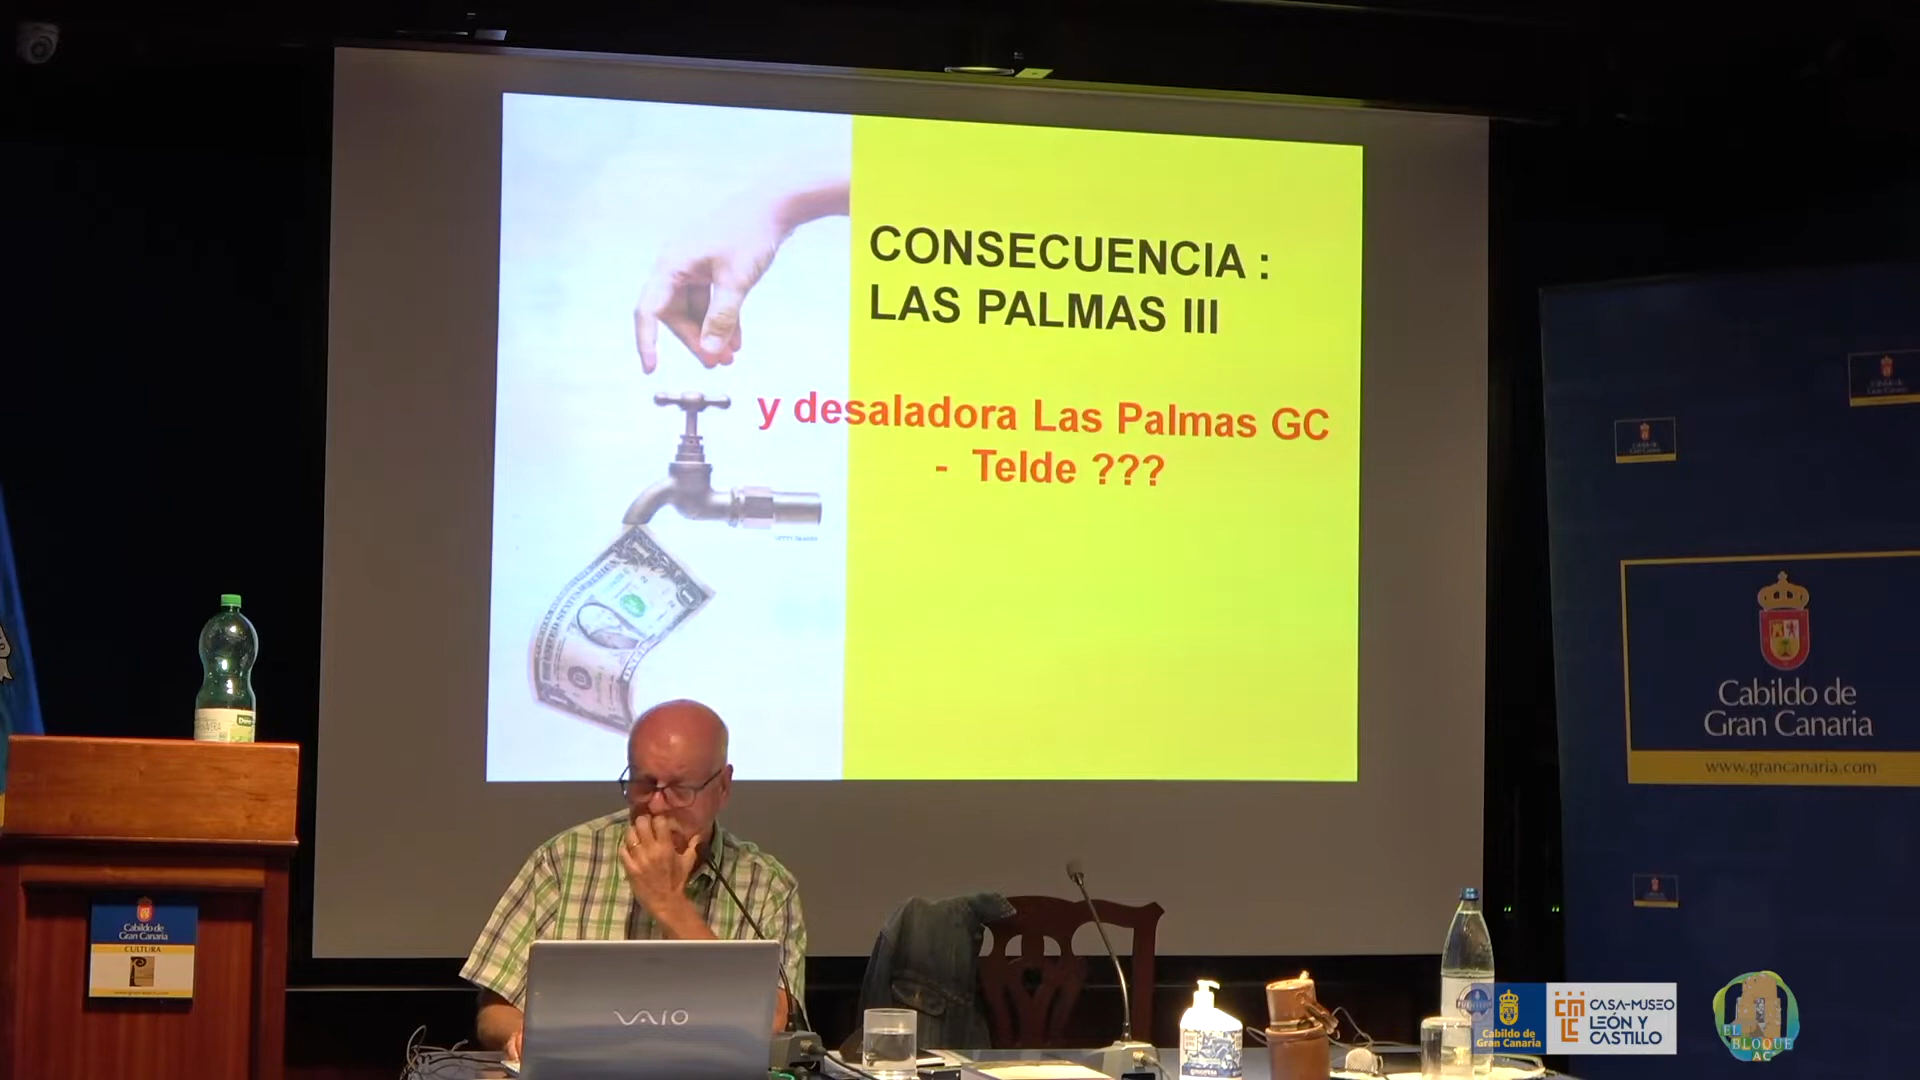 CONSECUENCIA :
LAS PALMAS III
y desaladora Las Palmas GC
- Telde ???
Cabildo de
Gran Canaria
www.grancanaria.com
Cabildo de
Gran Canaria
CULTURA
VAIO
Cabildo de
Gran Canaria
CASA-MUSEO
LEÓN Y
CASTILLO
EL
BLOQUE
AC